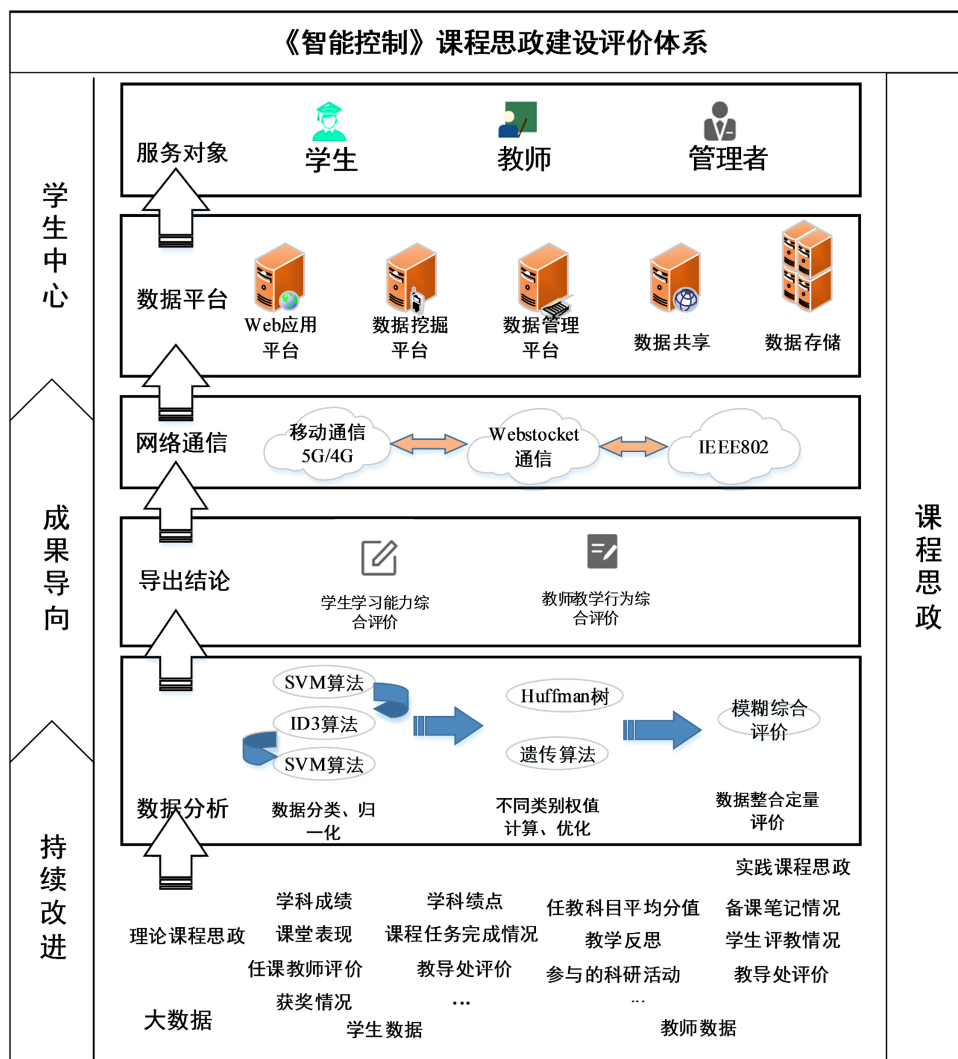 《智能控制》课程思政建设评价体系
学生中心
成果导向
持续改进
服务对象
学生
教师
管理者
数据平台
Web应用
平台
数据挖掘
平台
数据管理
平台
数据共享
数据存储
网络通信
移动通信
5G/4G
Webstocket
通信
IEEE802
导出结论
学生学习能力综
合评价
教师教学行为综
合评价
数据分析
SVM算法
ID3算法
SVM算法
数据分类、归
一化
Huffman树
遗传算法
不同类别权值
计算、优化
模糊综合
评价
数据整合定量
评价
实践课程思政
理论课程思政
学科成绩
课堂表现
任课教师评价
获奖情况
学科绩点
课程任务完成情况
教导处评价
...
任教科目平均分值
教学反思
参与的科研活动
...
备课笔记情况
学生评教情况
教导处评价
大数据
学生数据
教师数据
课程思政